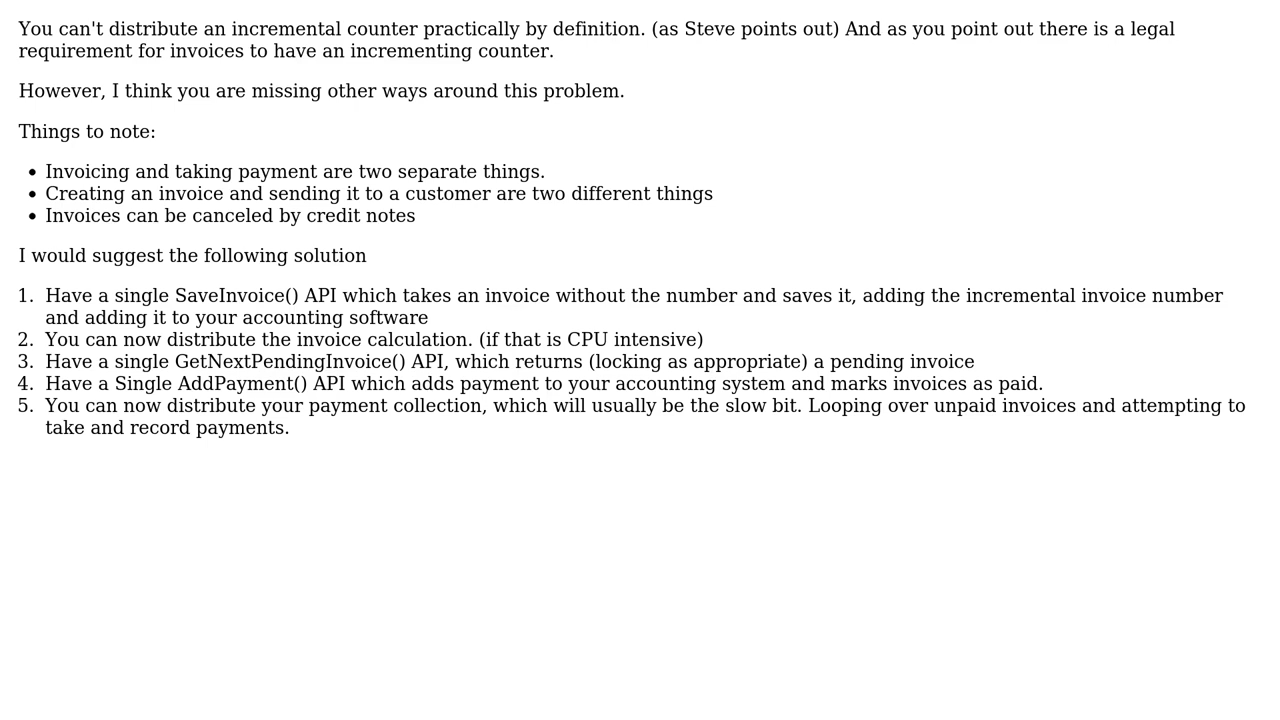 You can't distribute an incremental counter practically by definition. (as Steve points out) And as you point out there is a legal
requirement for invoices to have an incrementing counter.
However, I think you are missing other ways around this problem.
Things to note:
• Invoicing and taking payment are two separate things.
• Creating an invoice and sending it to a customer are two different things
• Invoices can be canceled by credit notes
I would suggest the following solution
1. Have a single SaveInvoice() API which takes an invoice without the number and saves it, adding the incremental invoice number
and adding it to your accounting software
2. You can now distribute the invoice calculation. (if that is CPU intensive)
3. Have a single GetNextPendingInvoice() API, which returns (locking as appropriate) a pending invoice
4. Have a Single AddPayment() API which adds payment to your accounting system and marks invoices as paid.
5. You can now distribute your payment collection, which will usually be the slow bit. Looping over unpaid invoices and attempting to
take and record payments.